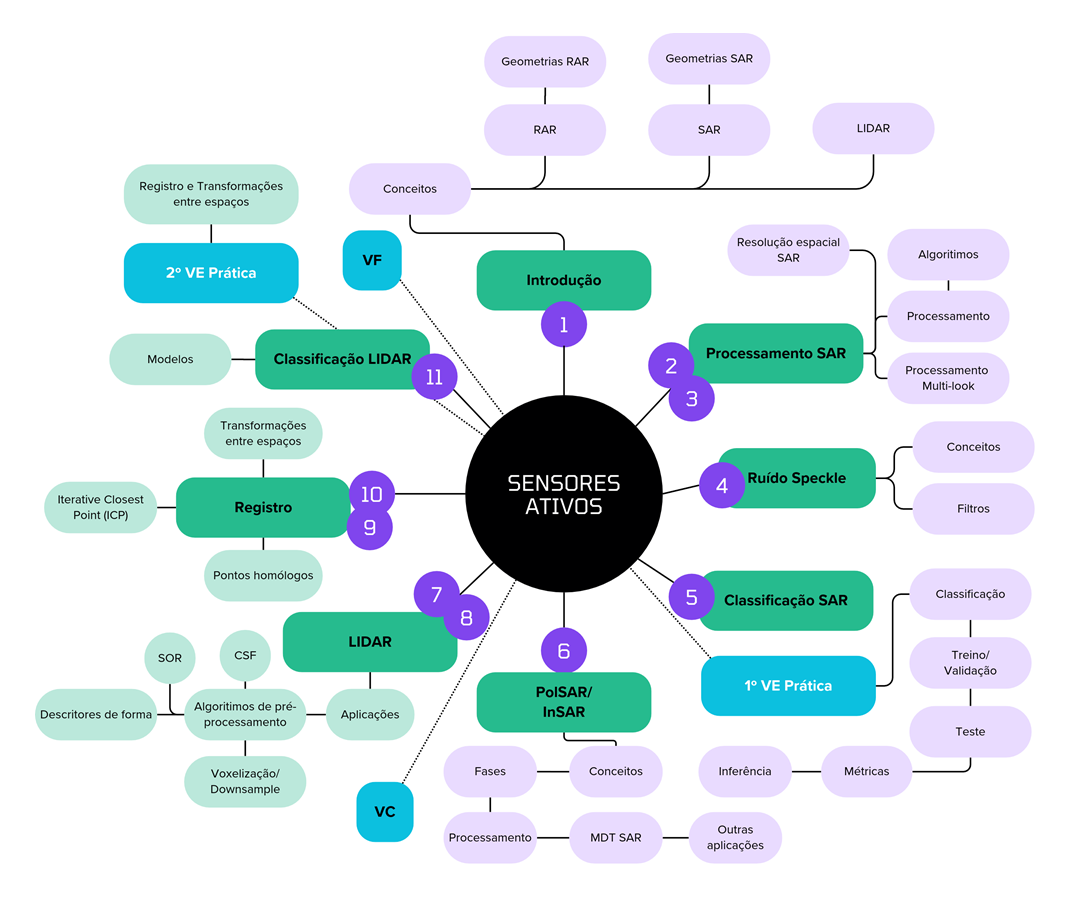 Geometrias RAR
Geometrias SAR
RAR
SAR
LIDAR
Conceitos
Registro e Transformações
entre espaços
2º VE Prática
VF
Introdução
1
Resolução espacial
SAR
Algoritimos
Processamento
Processamento SAR
2
3
Processamento
Multi-look
Modelos
Classificação LIDAR
11
Transformações
entre espaços
Iterative Closest
Point (ICP)
Registro
10
9
Pontos homólogos
SENSORES
ATIVOS
4
Ruído Speckle
Conceitos
Filtros
5
Classificação SAR
Classificação
Treino/
Validação
1º VE Prática
Teste
Inferência
Métricas
7
8
LIDAR
SOR
CSF
Descritores de forma
Algoritimos de pré-
processamento
Aplicações
Voxelização/
Downsample
6
PolSAR/
InSAR
Fases
Conceitos
VC
Processamento
MDT SAR
Outras
aplicações